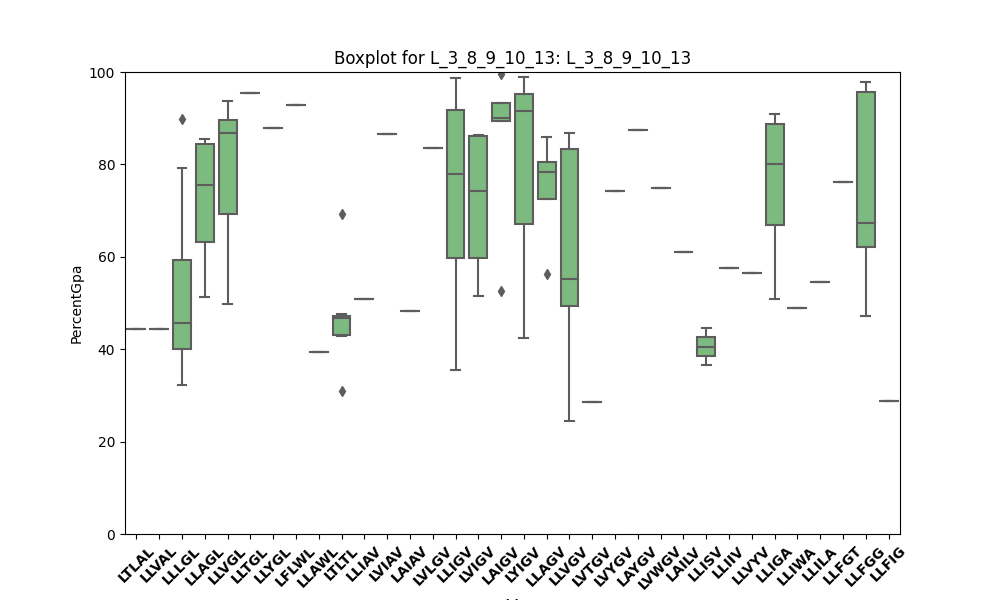 Boxplot for L_3_8_9_10_13: L_3_8_9_10_13
PercentGpa
100
80
60
40
20
0
LTLAL
LLVAL
LLLGL
LLAGL
LLVGL
LLTGL
LLYGL
LFLWL
LLAWL
LTLTL
LLIAV
LVIAV
LAIAV
LVLGV
LLIGV
LVIGV
LAIGV
LYIGV
LLAGV
LLVGV
LVTGV
LVYGV
LAYGV
LVWGV
LAILV
LLISV
LLIIV
LLVYV
LLIGA
LLIWA
LLILA
LLFGT
LLFGG
LLFIG